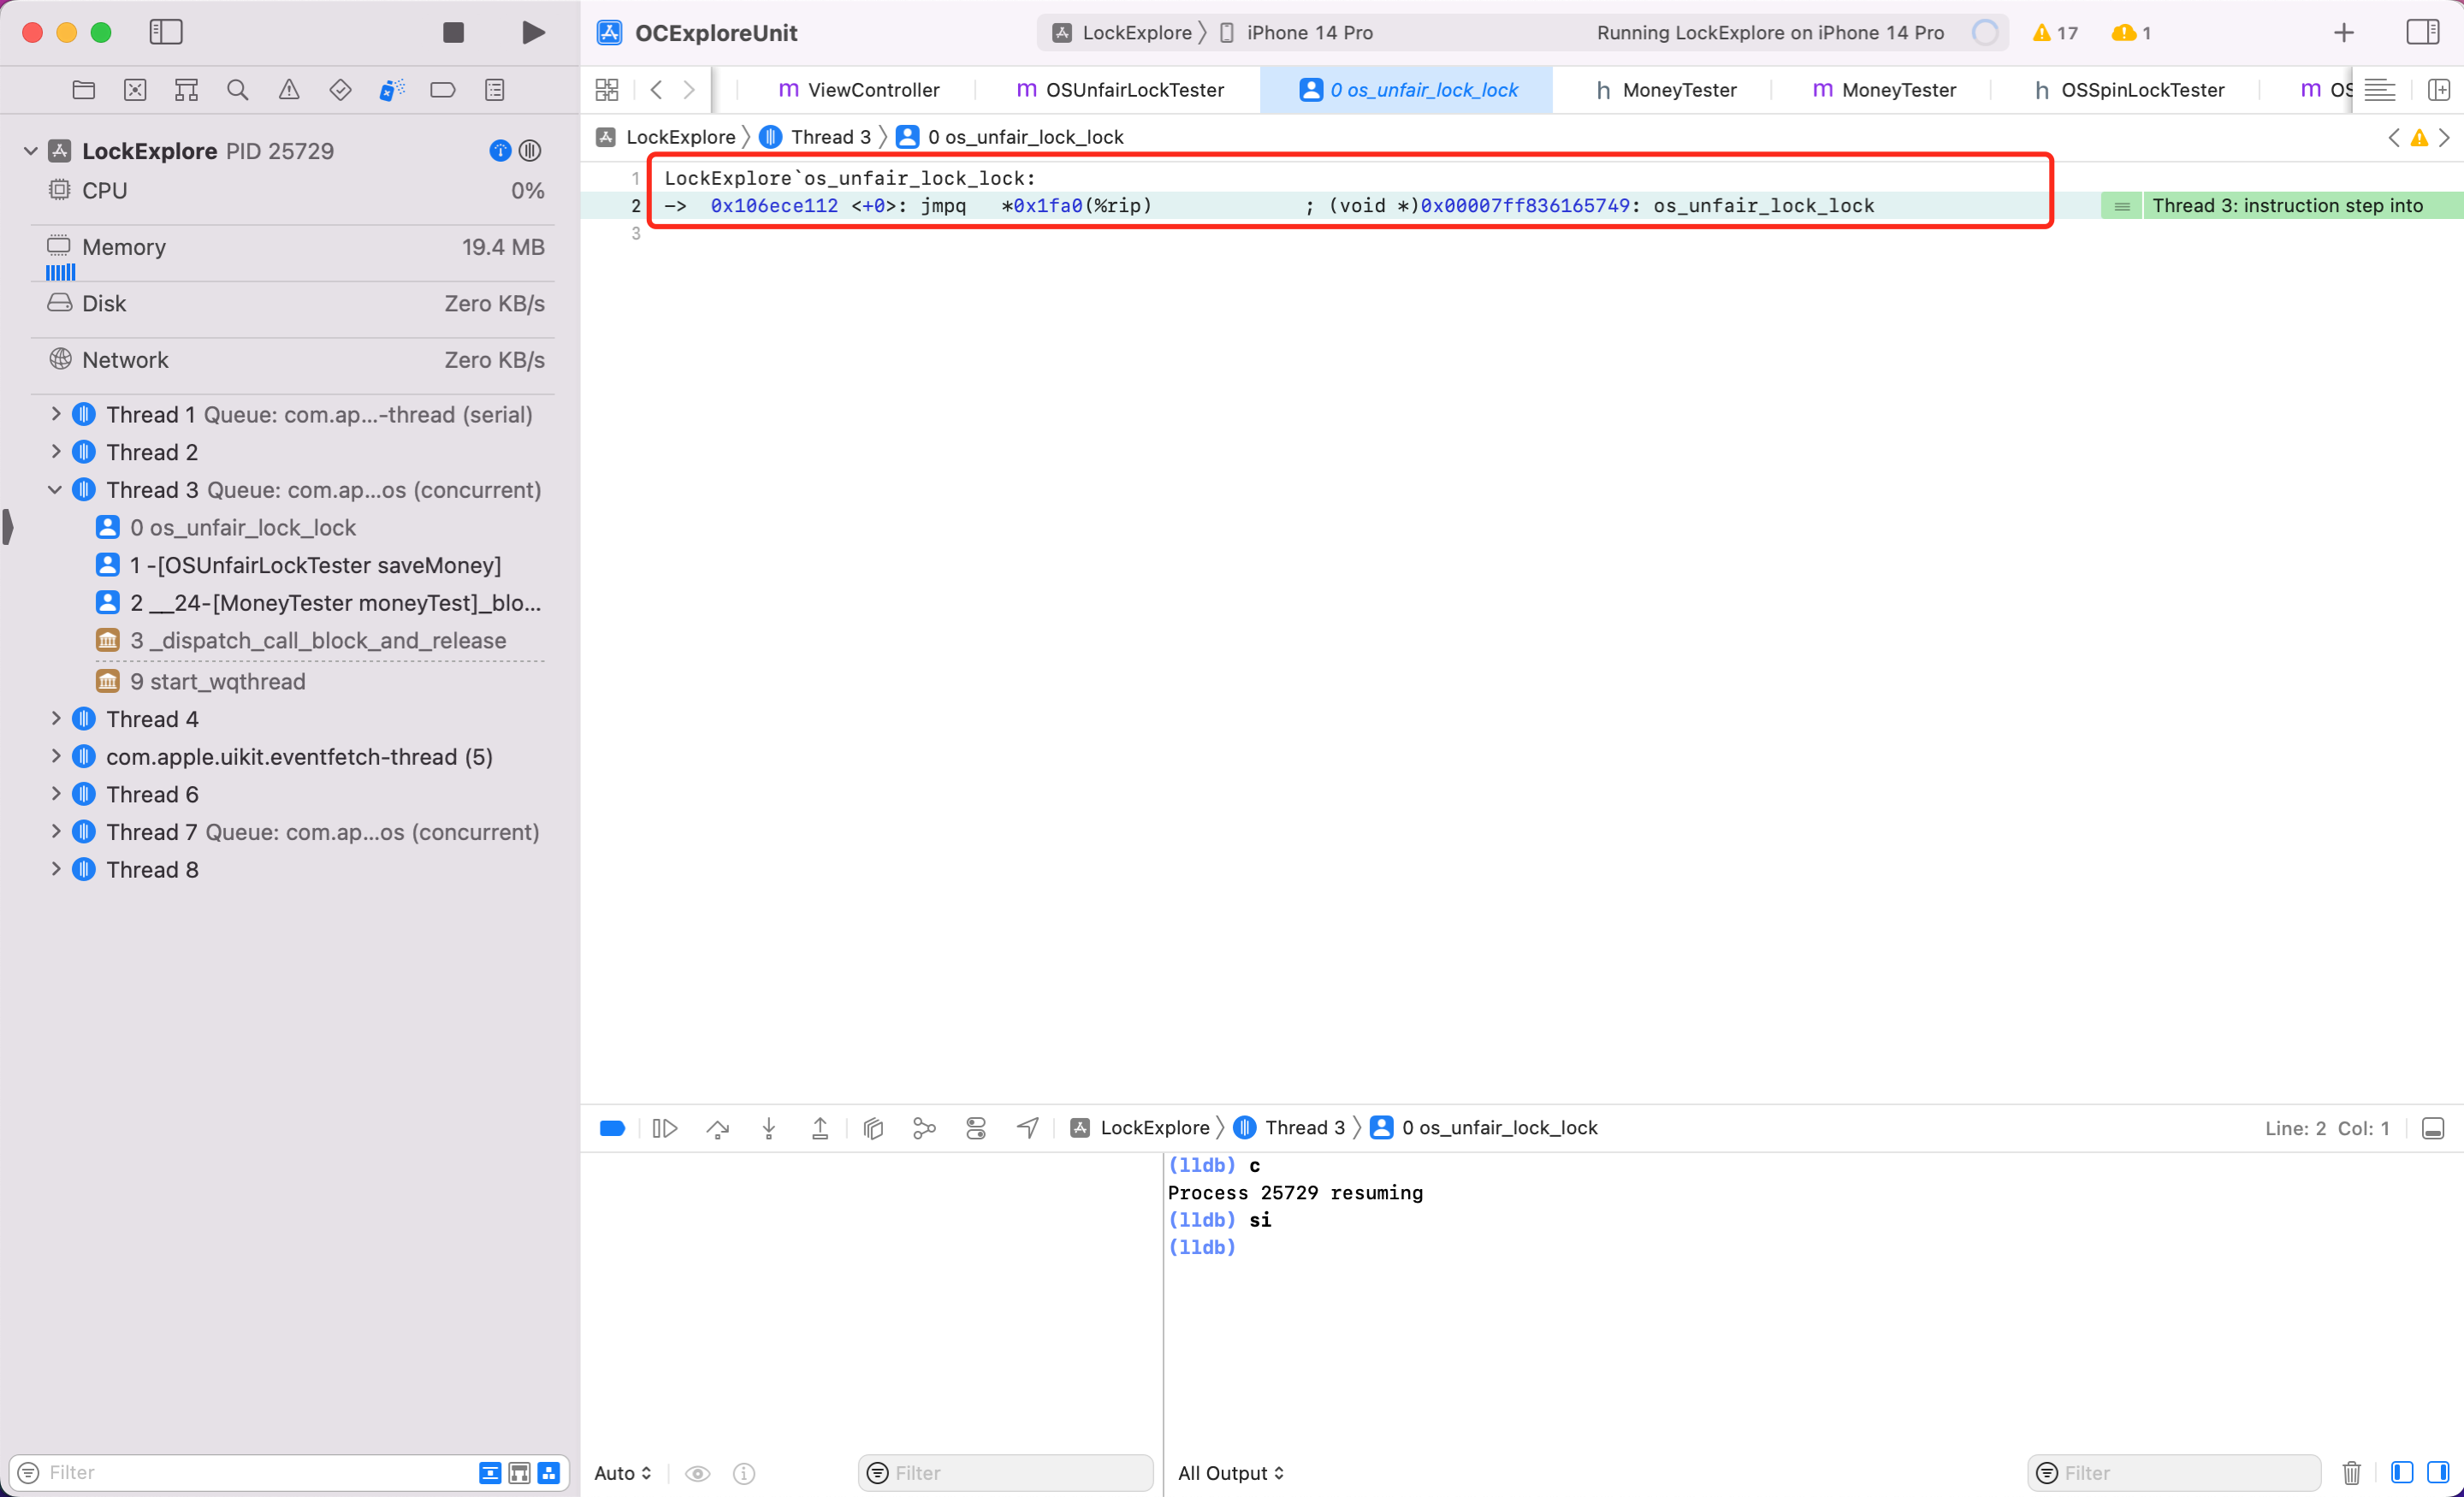 OCExploreUnit
LockExplore 〉 iPhone 14 Pro
Running LockExplore on iPhone 14 Pro
17
1
ViewController
OSUnfairLockTester
0 os_unfair_lock_lock
h MoneyTester
m MoneyTester
h OSSpinLockTester
m OS
LockExplore 〉 Thread 3 〉 0 os_unfair_lock_lock
LockExplore PID 25729
CPU 0%
Memory 19.4 MB
Disk Zero KB/s
Network Zero KB/s
Thread 1 Queue: com.ap...-thread (serial)
Thread 2
Thread 3 Queue: com.ap...os (concurrent)
0 os_unfair_lock_lock
1 -[OSUnfairLockTester saveMoney]
2 __24-[MoneyTester moneyTest]_blo...
3 _dispatch_call_block_and_release
9 start_wqthread
Thread 4
com.apple.uikit.eventfetch-thread (5)
Thread 6
Thread 7 Queue: com.ap...os (concurrent)
Thread 8
Filter
1 LockExplore`os_unfair_lock_lock:
2 -> 0x106ece112 <+0>: jmpq *0x1fa0(%rip) ; (void *)0x00007ff836165749: os_unfair_lock_lock
Thread 3: instruction step into
3
LockExplore 〉 Thread 3 〉 0 os_unfair_lock_lock
Line: 2 Col: 1
(lldb) c
Process 25729 resuming
(lldb) si
(lldb)
Auto
Filter
All Output
Filter